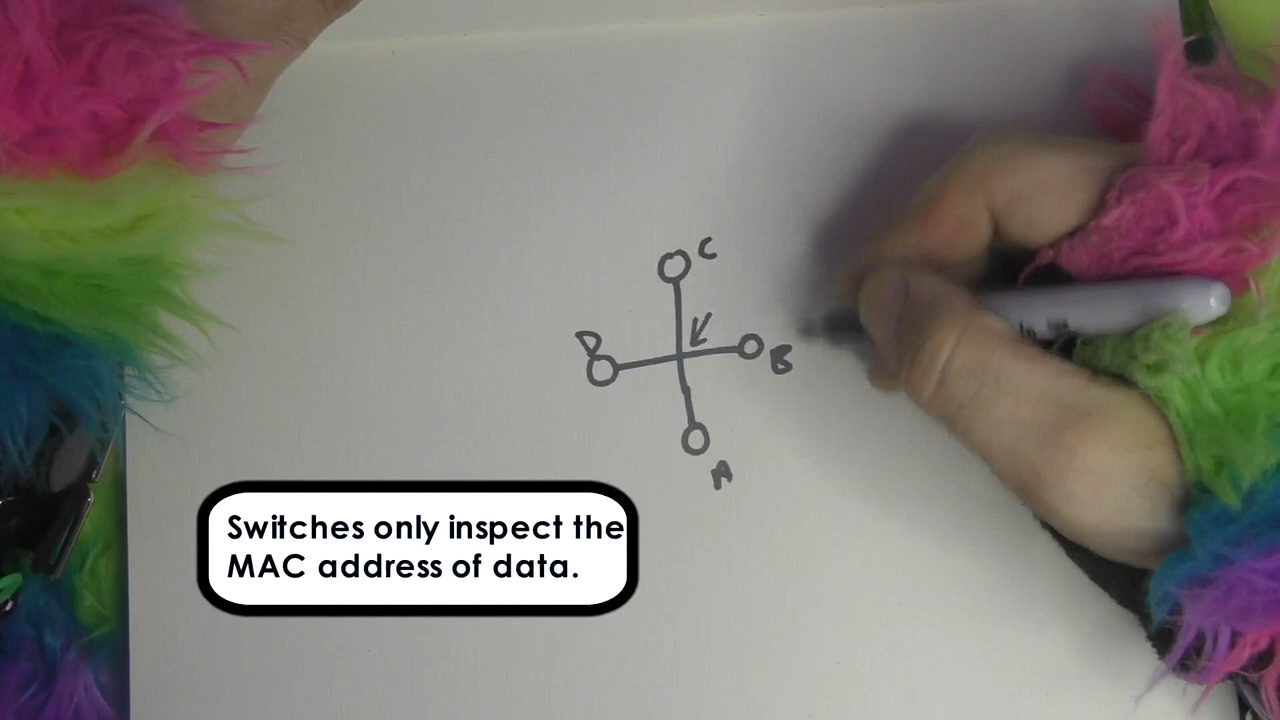 C
D
B
A
Switches only inspect the
MAC address of data.